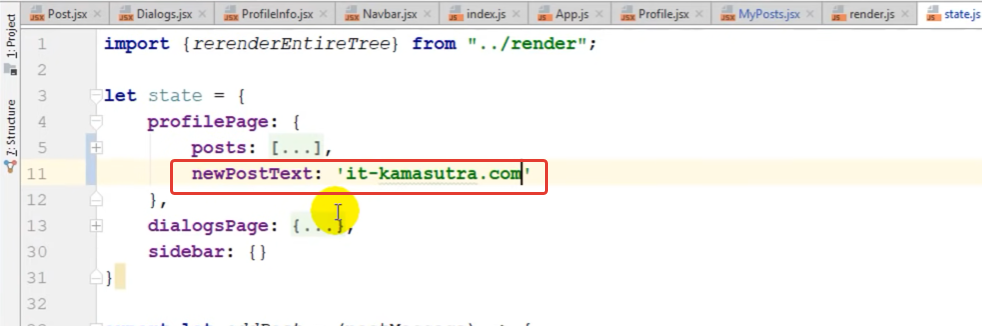 Post.jsx Dialogs.jsx ProfileInfo.jsx Navbar.jsx index.js App.js Profile.jsx MyPosts.jsx render.js state.js
1: Project
7: Structure
1 import {rerenderEntireTree} from "../render";
2
3 let state = {
4 profilePage: {
5 posts: [...],
11 newPostText: 'it-kamasutra.com'
12 },
13 dialogsPage: {...},
30 sidebar: {}
31 }
32